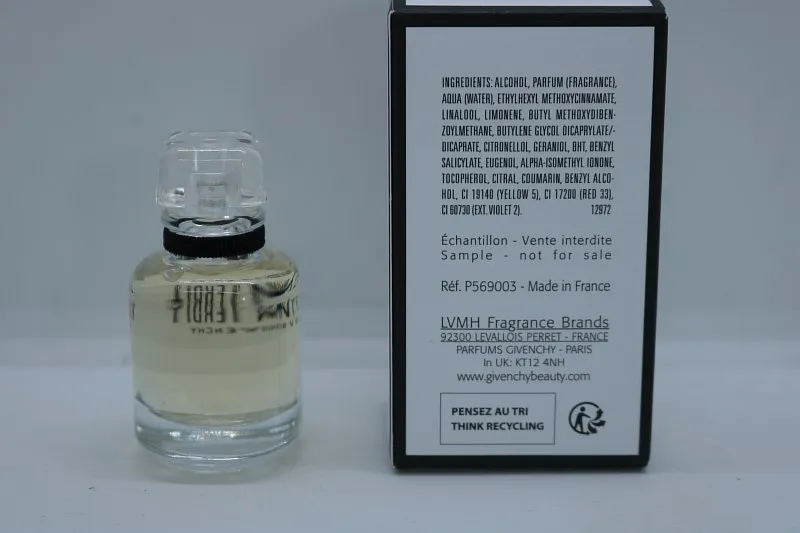 INGREDIENTS: ALCOHOL, PARFUM (FRAGRANCE),
AQUA (WATER), ETHYLHEXYL METHOXYCINNAMATE,
LINALOOL, LIMONENE, BUTYL METHOXYDIBEN-
ZOYLMETHANE, BUTYLENE GLYCOL DICAPRYLATE/-
DICAPRATE, CITRONELLOL, GERANIOL, BHT, BENZYL
SALICYLATE, EUGENOL, ALPHA-ISOMETHYL IONONE,
TOCOPHEROL, CITRAL, COUMARIN, BENZYL ALCO-
HOL, CI 19140 (YELLOW 5), CI 17200 (RED 33),
CI 60730 (EXT. VIOLET 2). 12972
Échantillon - Vente interdite
Sample - not for sale
Réf. P569003 - Made in France
LVMH Fragrance Brands
92300 LEVALLOIS PERRET - FRANCE
PARFUMS GIVENCHY - PARIS
In UK: KT12 4NH
www.givenchybeauty.com
PENSEZ AU TRI
THINK RECYCLING